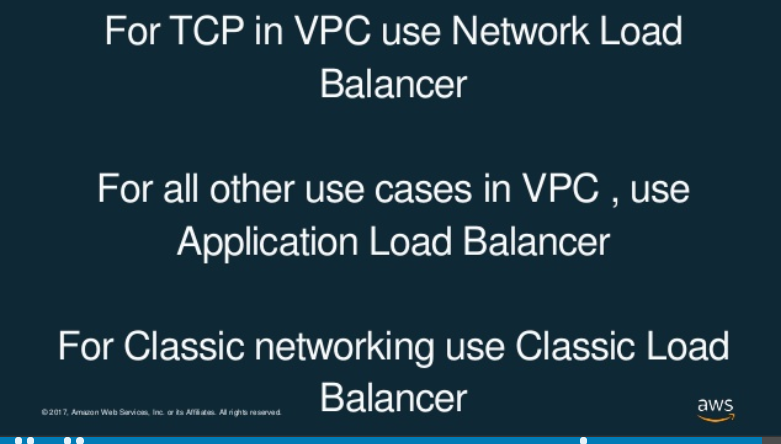 For TCP in VPC use Network Load
Balancer
For all other use cases in VPC , use
Application Load Balancer
For Classic networking use Classic Load
Balancer
© 2017, Amazon Web Services, Inc. or its Affiliates. All rights reserved.
aws